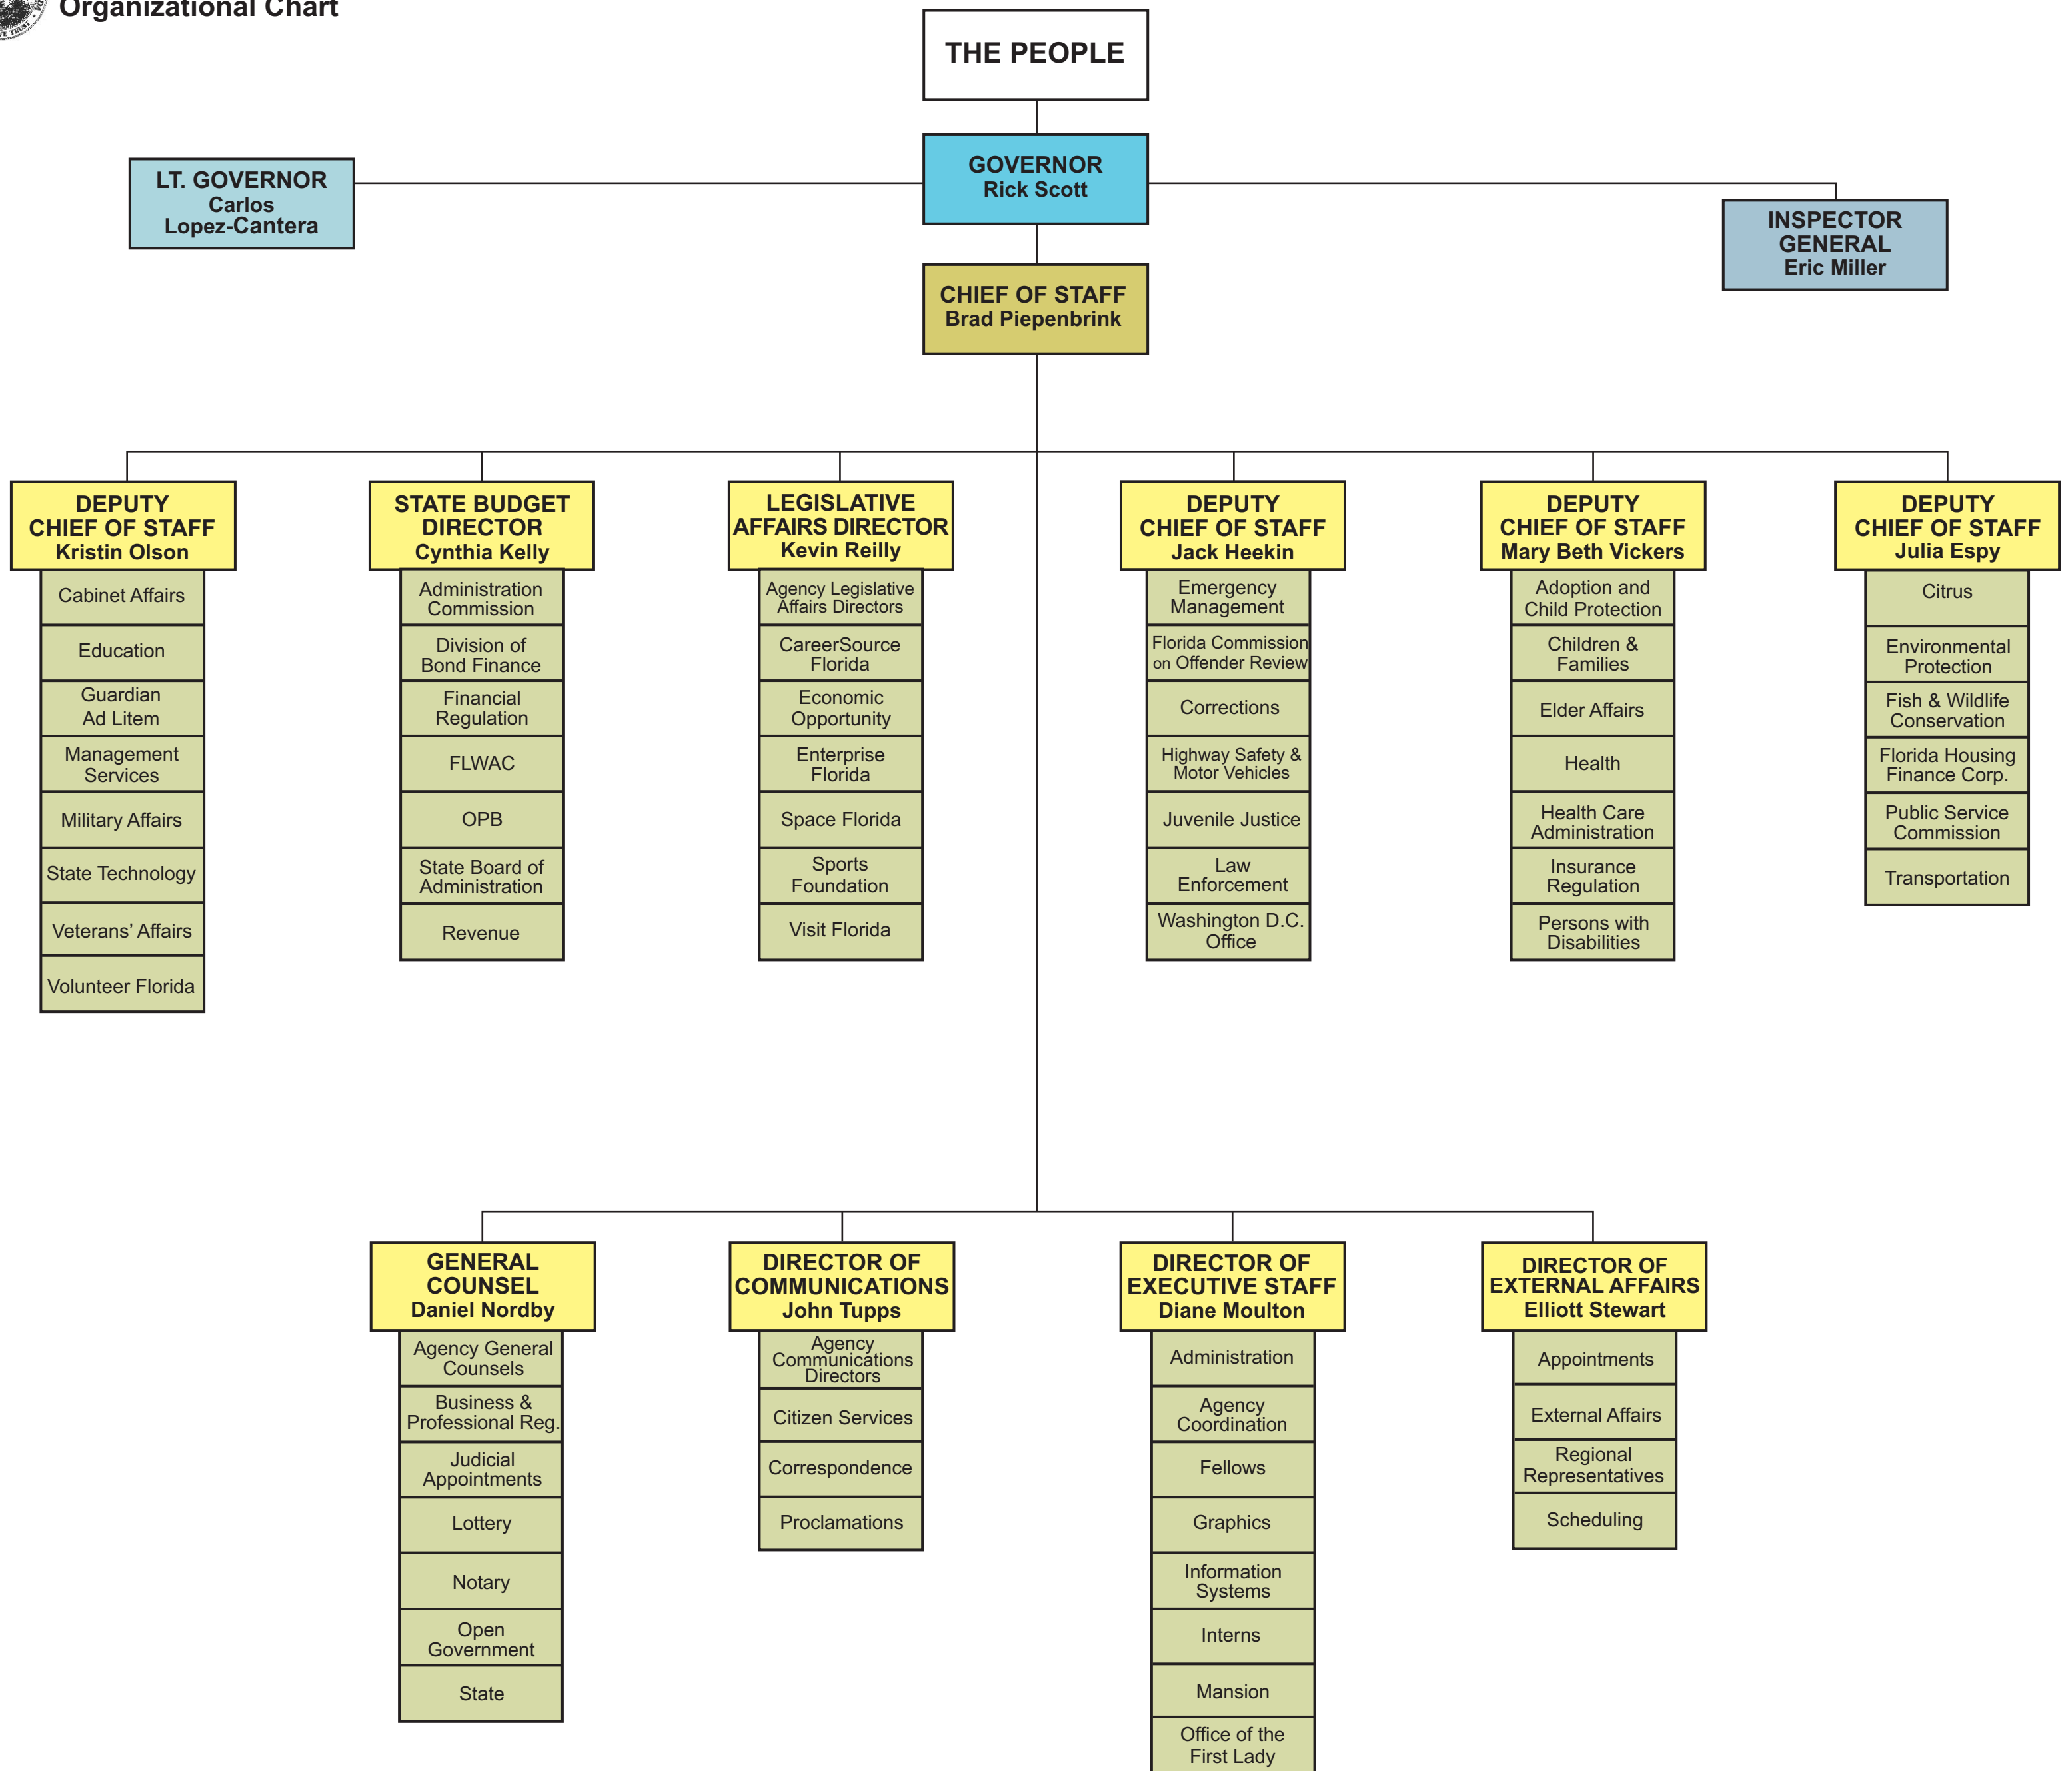 Organizational Chart
VE TRUST
THE PEOPLE
GOVERNOR
Rick Scott
LT. GOVERNOR
Carlos
Lopez-Cantera
INSPECTOR
GENERAL
Eric Miller
CHIEF OF STAFF
Brad Piepenbrink
DEPUTY
CHIEF OF STAFF
Kristin Olson
Cabinet Affairs
Education
Guardian
Ad Litem
Management
Services
Military Affairs
State Technology
Veterans’ Affairs
Volunteer Florida
STATE BUDGET
DIRECTOR
Cynthia Kelly
Administration
Commission
Division of
Bond Finance
Financial
Regulation
FLWAC
OPB
State Board of
Administration
Revenue
LEGISLATIVE
AFFAIRS DIRECTOR
Kevin Reilly
Agency Legislative
Affairs Directors
CareerSource
Florida
Economic
Opportunity
Enterprise
Florida
Space Florida
Sports
Foundation
Visit Florida
DEPUTY
CHIEF OF STAFF
Jack Heekin
Emergency
Management
Florida Commission
on Offender Review
Corrections
Highway Safety &
Motor Vehicles
Juvenile Justice
Law
Enforcement
Washington D.C.
Office
DEPUTY
CHIEF OF STAFF
Mary Beth Vickers
Adoption and
Child Protection
Children &
Families
Elder Affairs
Health
Health Care
Administration
Insurance
Regulation
Persons with
Disabilities
DEPUTY
CHIEF OF STAFF
Julia Espy
Citrus
Environmental
Protection
Fish & Wildlife
Conservation
Florida Housing
Finance Corp.
Public Service
Commission
Transportation
GENERAL
COUNSEL
Daniel Nordby
Agency General
Counsels
Business &
Professional Reg.
Judicial
Appointments
Lottery
Notary
Open
Government
State
DIRECTOR OF
COMMUNICATIONS
John Tupps
Agency
Communications
Directors
Citizen Services
Correspondence
Proclamations
DIRECTOR OF
EXECUTIVE STAFF
Diane Moulton
Administration
Agency
Coordination
Fellows
Graphics
Information
Systems
Interns
Mansion
Office of the
First Lady
DIRECTOR OF
EXTERNAL AFFAIRS
Elliott Stewart
Appointments
External Affairs
Regional
Representatives
Scheduling